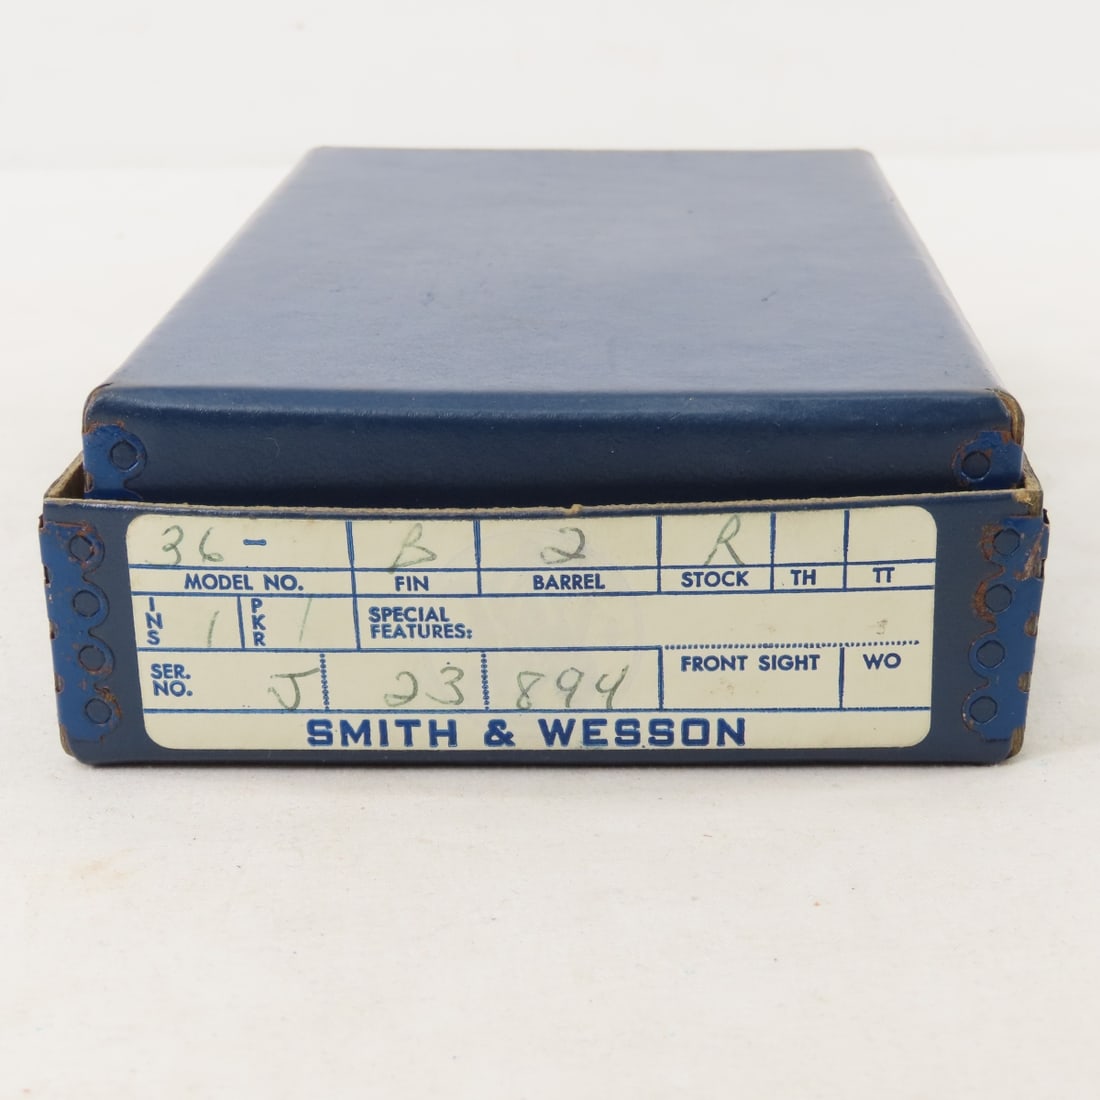 36- B 2 R
MODEL NO. FIN BARREL STOCK TH TT
INS 1 PKR 1 SPECIAL FEATURES:
SER. NO. J 23 894 FRONT SIGHT WO
SMITH & WESSON